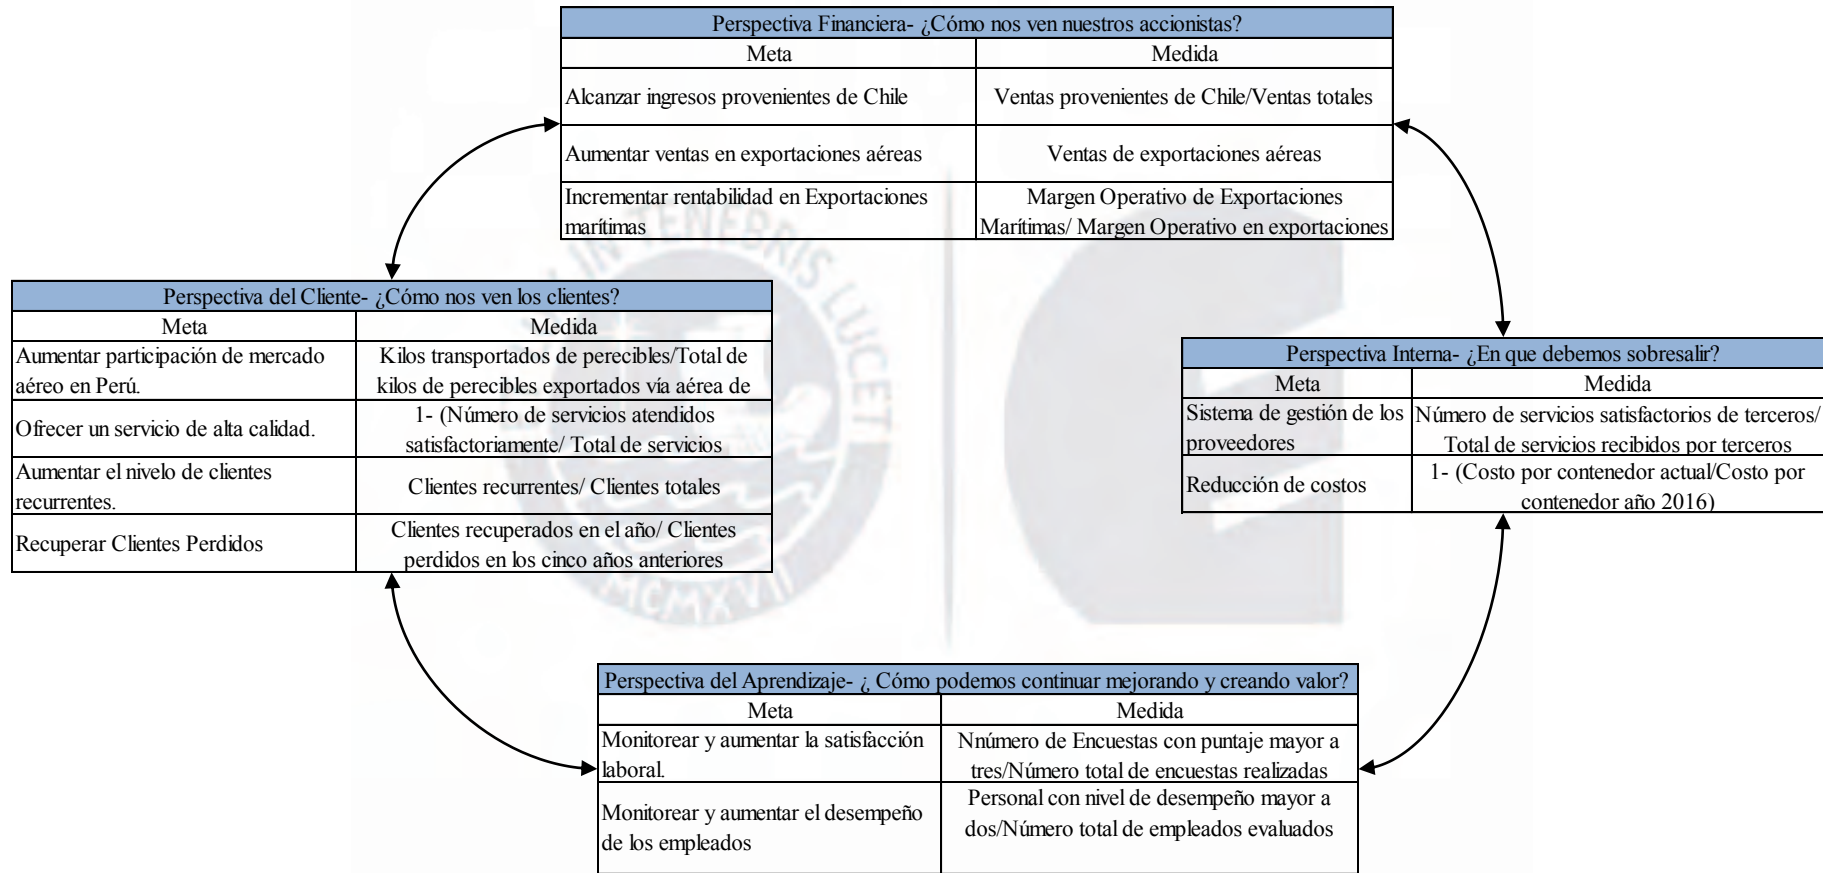 Perspectiva Financiera- ¿Cómo nos ven nuestros accionistas?
Meta Medida
Alcanzar ingresos provenientes de Chile Ventas provenientes de Chile/Ventas totales
Aumentar ventas en exportaciones aéreas Ventas de exportaciones aéreas
Incrementar rentabilidad en Exportaciones
marítimas
Margen Operativo de Exportaciones
Marítimas/ Margen Operativo en exportaciones
Perspectiva del Cliente- ¿Cómo nos ven los clientes?
Meta Medida
Aumentar participación de mercado
aéreo en Perú.
Kilos transportados de perecibles/Total de
kilos de perecibles exportados vía aérea de
Ofrecer un servicio de alta calidad.
1- (Número de servicios atendidos
satisfactoriamente/ Total de servicios
Aumentar el nivelo de clientes
recurrentes.
Clientes recurrentes/ Clientes totales
Recuperar Clientes Perdidos
Clientes recuperados en el año/ Clientes
perdidos en los cinco años anteriores
Perspectiva Interna- ¿En que debemos sobresalir?
Meta Medida
Sistema de gestión de los
proveedores
Número de servicios satisfactorios de terceros/
Total de servicios recibidos por terceros
Reducción de costos
1- (Costo por contenedor actual/Costo por
contenedor año 2016)
Perspectiva del Aprendizaje- ¿ Cómo podemos continuar mejorando y creando valor?
Meta Medida
Monitorear y aumentar la satisfacción
laboral.
Nnúmero de Encuestas con puntaje mayor a
tres/Número total de encuestas realizadas
Monitorear y aumentar el desempeño
de los empleados
Personal con nivel de desempeño mayor a
dos/Número total de empleados evaluados
IN TENEBRIS LUCET
MCMXVII